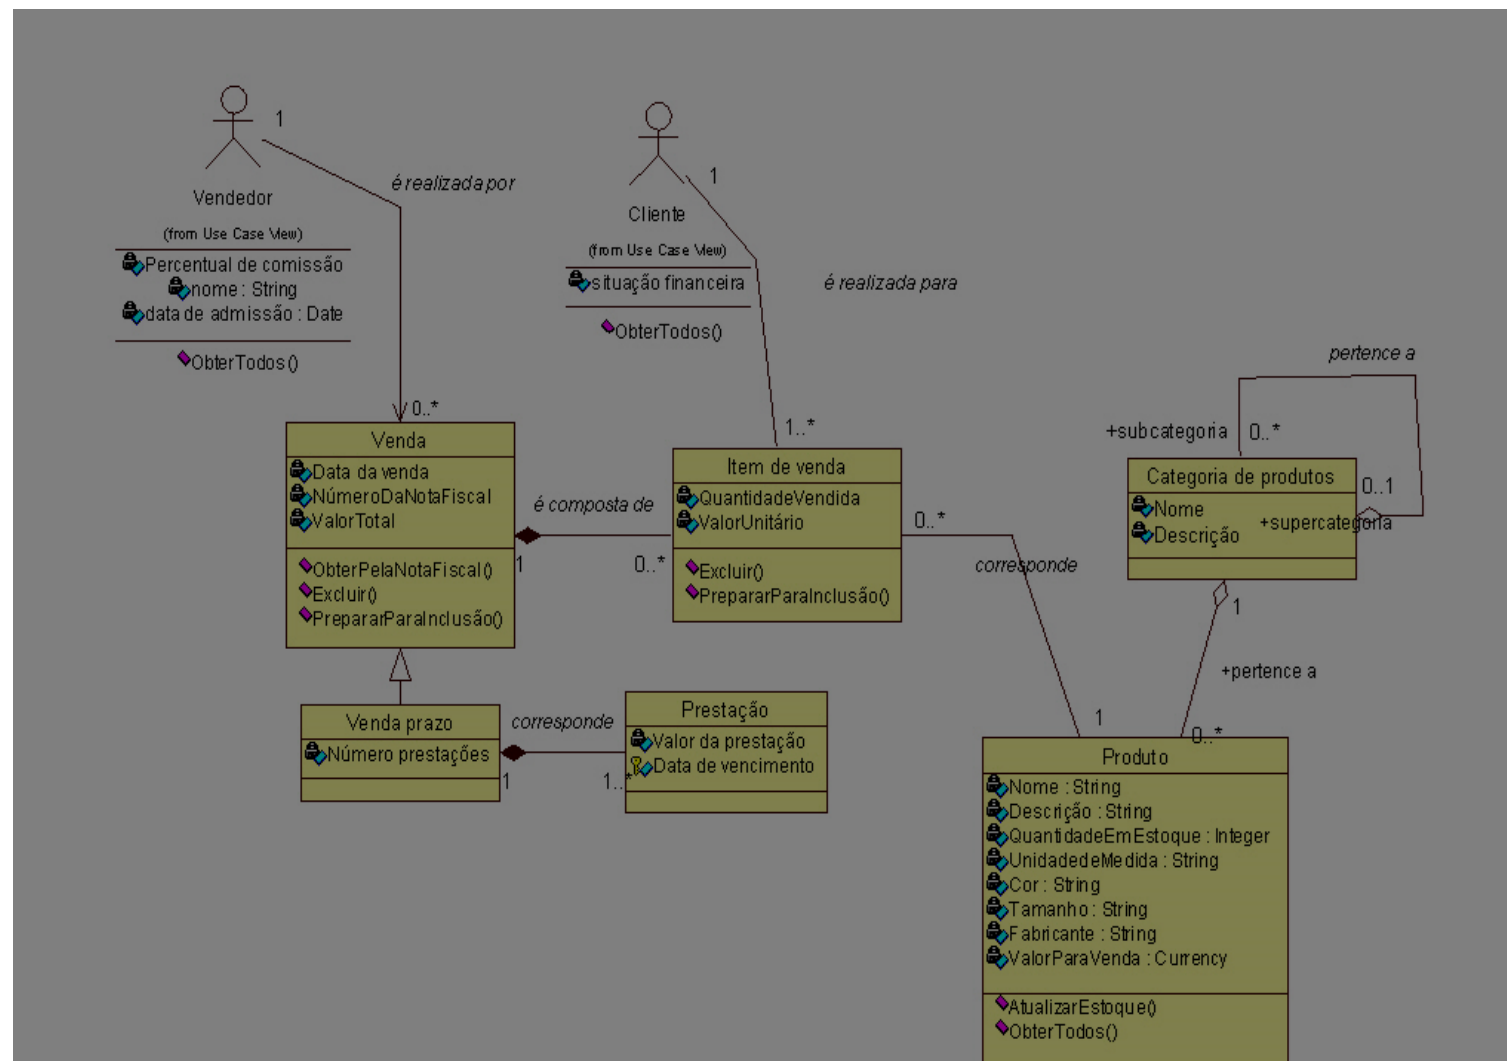 1
Vendedor
(from Use Case View)
Percentual de comissão
nome : String
data de admissão : Date
ObterTodos()
é realizada por
0..*
1
Cliente
(from Use Case View)
situação financeira
ObterTodos()
é realizada para
1..*
Venda
Data da venda
NúmeroDaNotaFiscal
ValorTotal
ObterPelaNotaFiscal()
Excluir()
PrepararParaInclusão()
é composta de
1
0..*
Item de venda
QuantidadeVendida
ValorUnitário
Excluir()
PrepararParaInclusão()
0..*
corresponde
1
pertence a
+subcategoria
0..*
Categoria de produtos
Nome
Descrição
0..1
+supercategoria
1
+pertence a
0..*
Venda prazo
Número prestações
corresponde
1
1..*
Prestação
Valor da prestação
Data de vencimento
Produto
Nome : String
Descrição : String
QuantidadeEmEstoque : Integer
UnidadedeMedida : String
Cor : String
Tamanho : String
Fabricante : String
ValorParaVenda : Currency
AtualizarEstoque()
ObterTodos()